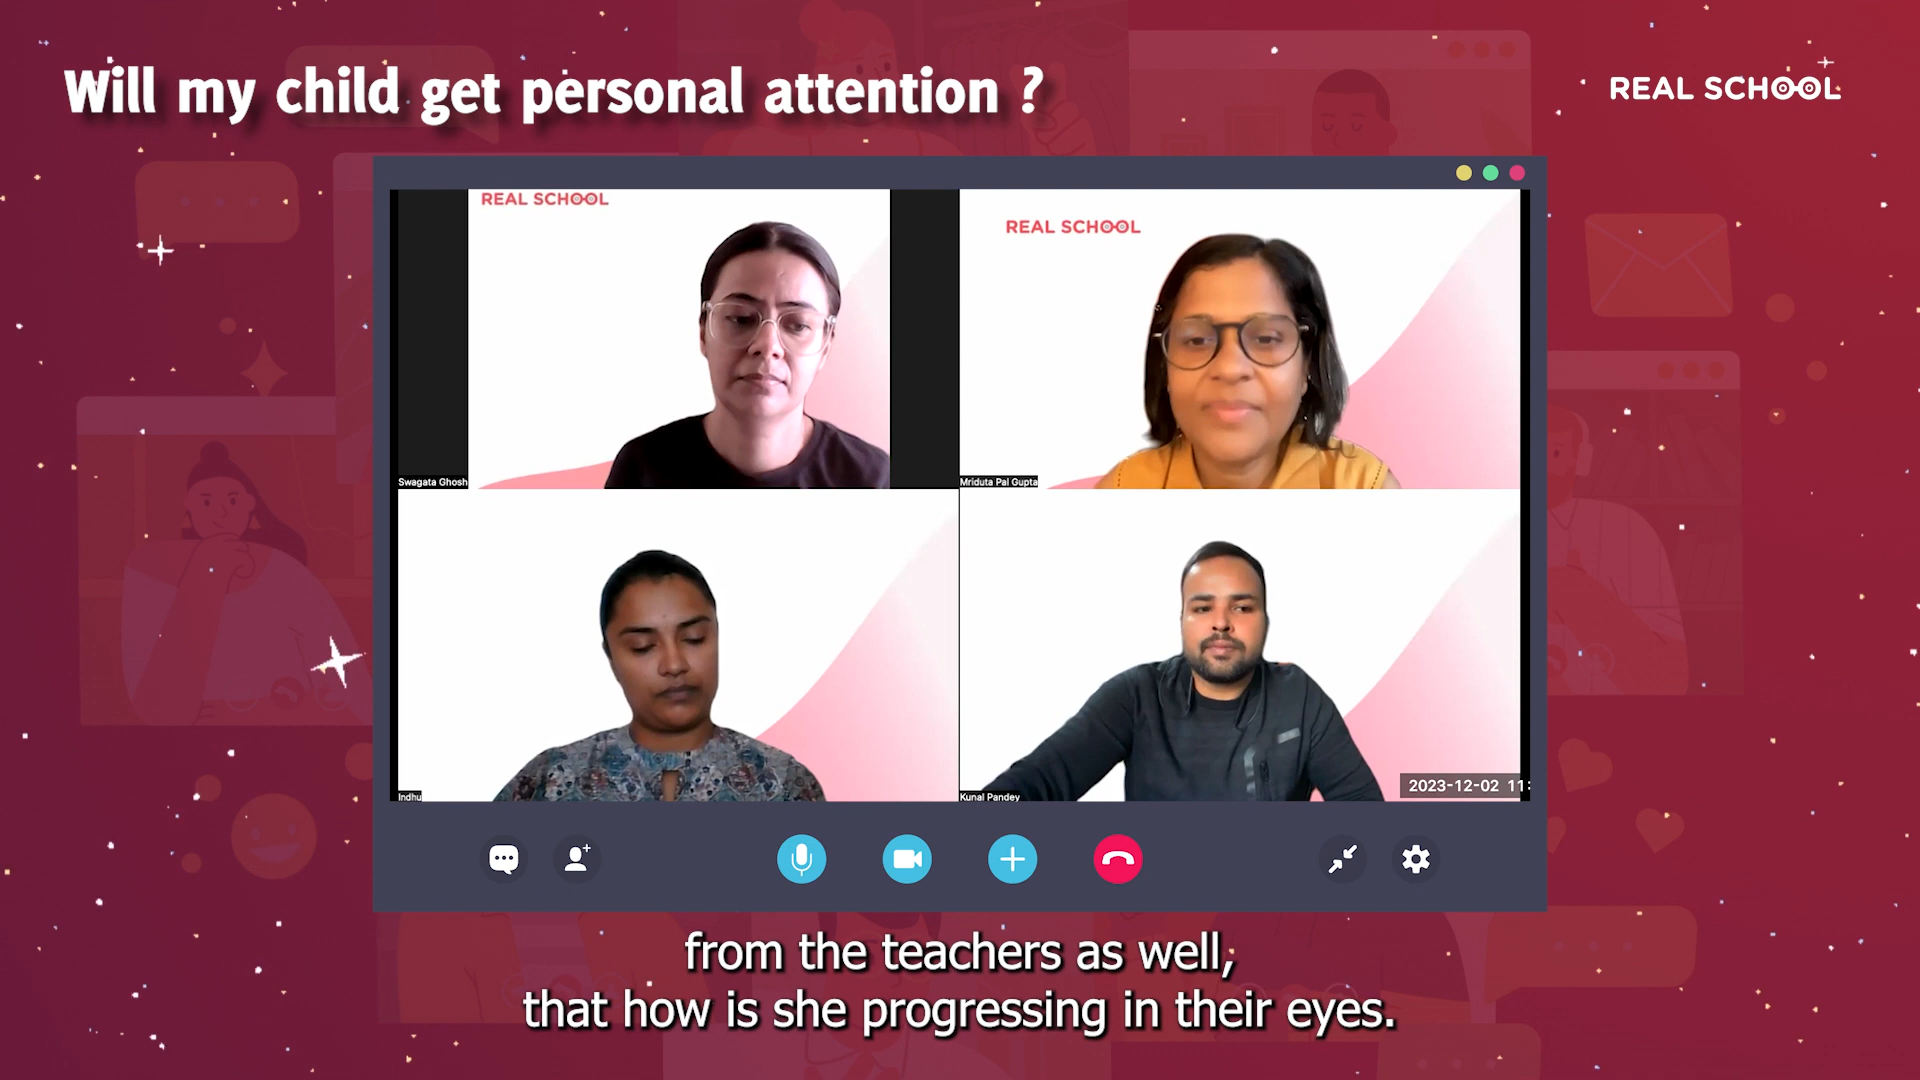 Will my child get personal attention ?
REAL SCHOOL
REAL SCHOOL
REAL SCHOOL
Swagata Ghosh
Mriduta Pal Gupta
Indhu
Kunal Pandey
2023-12-02 11:
from the teachers as well,
that how is she progressing in their eyes.